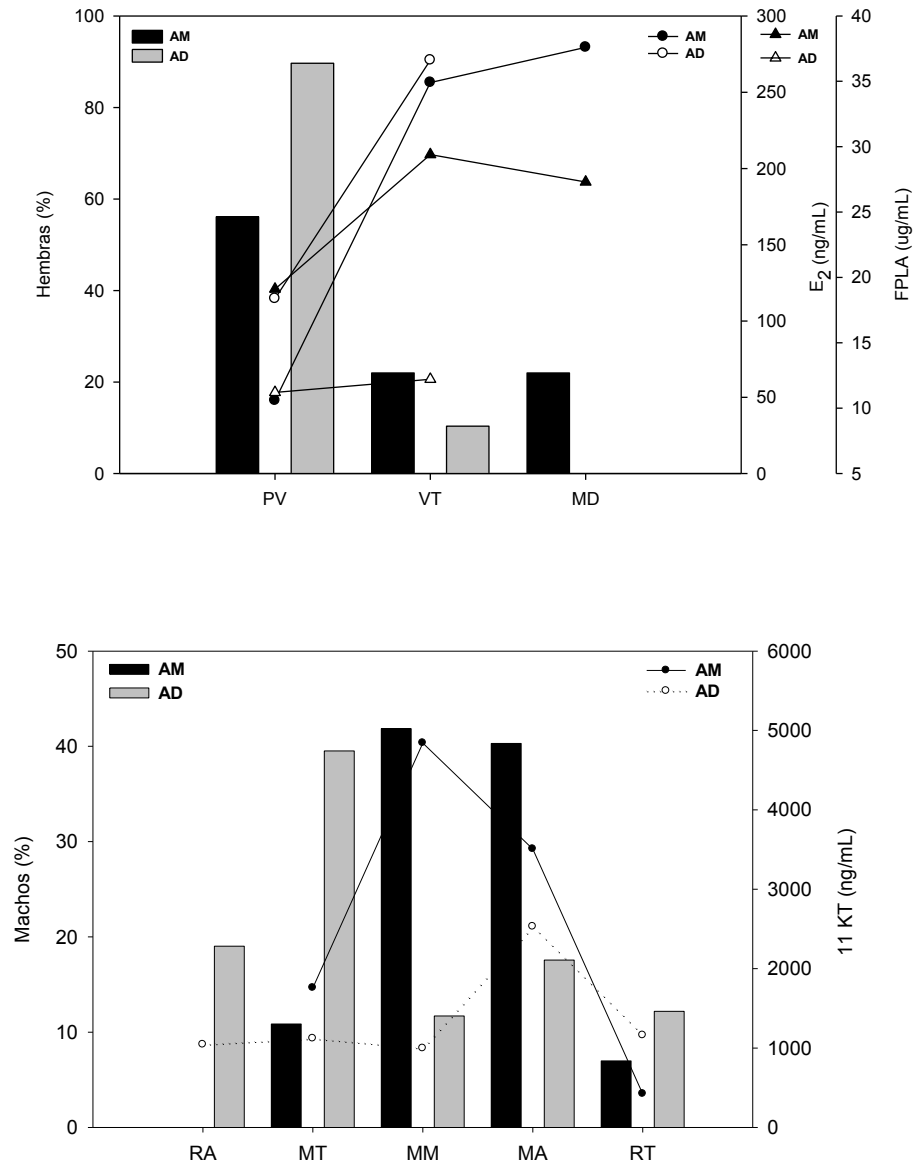 100
80
60
40
20
0
Hembras (%)
AM
AD
AM
AD
AM
AD
300
250
200
150
100
50
0
E2 (ng/mL)
40
35
30
25
20
15
10
5
FPLA (ug/mL)
PV VT MD
50
40
30
20
10
0
Machos (%)
AM
AD
AM
AD
6000
5000
4000
3000
2000
1000
0
11 KT (ng/mL)
RA MT MM MA RT